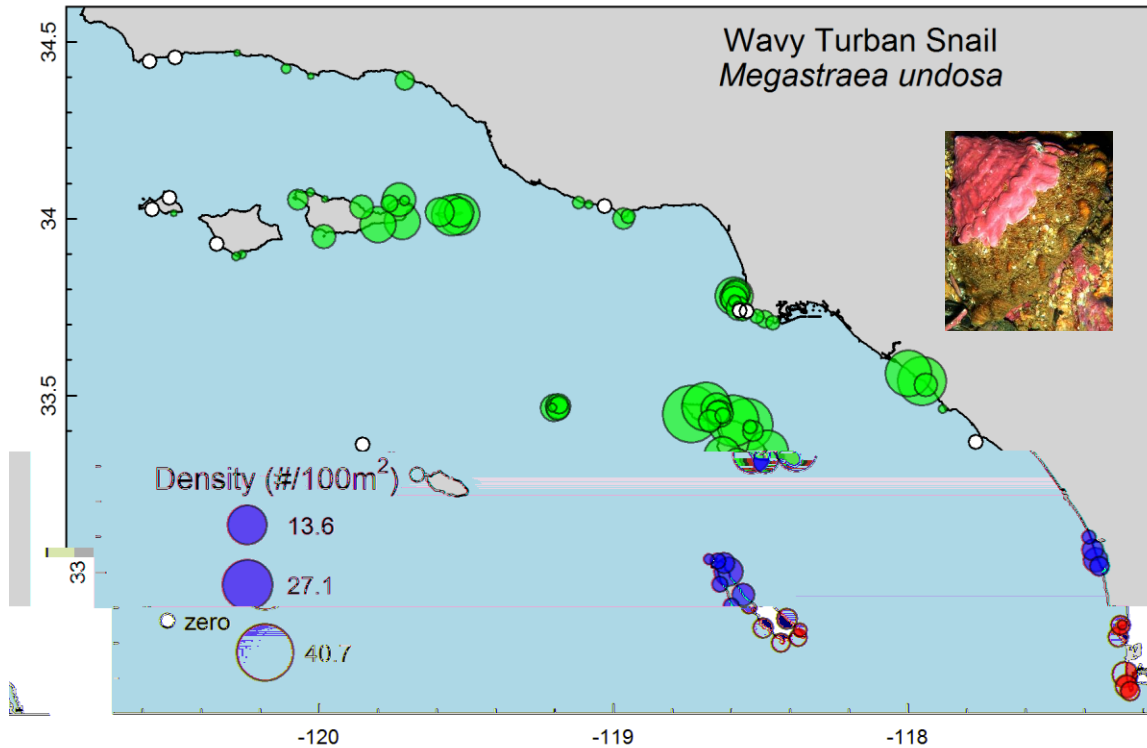 Wavy Turban Snail
Megastraea undosa
34.5
34
33.5
33
Density (#/100m²)
13.6
27.1
zero
40.7
-120
-119
-118